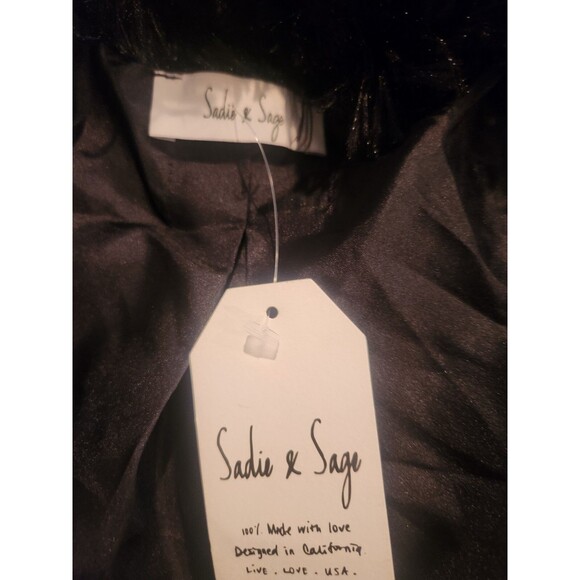 Sadie & Sage
Sadie & Sage
100% Made with love
Designed in California.
LIVE . LOVE . USA.